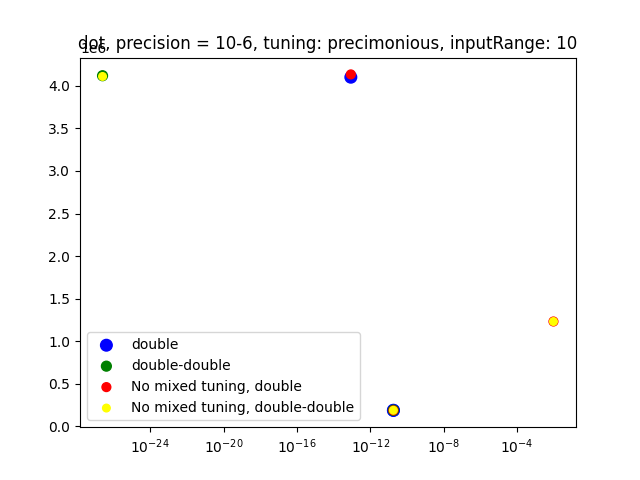 dot, precision = 10-6, tuning: precimonious, inputRange: 10
1e6
4.0
3.5
3.0
2.5
2.0
1.5
1.0
0.5
0.0
double
double-double
No mixed tuning, double
No mixed tuning, double-double
10⁻²⁴ 10⁻²⁰ 10⁻¹⁶ 10⁻¹² 10⁻⁸ 10⁻⁴